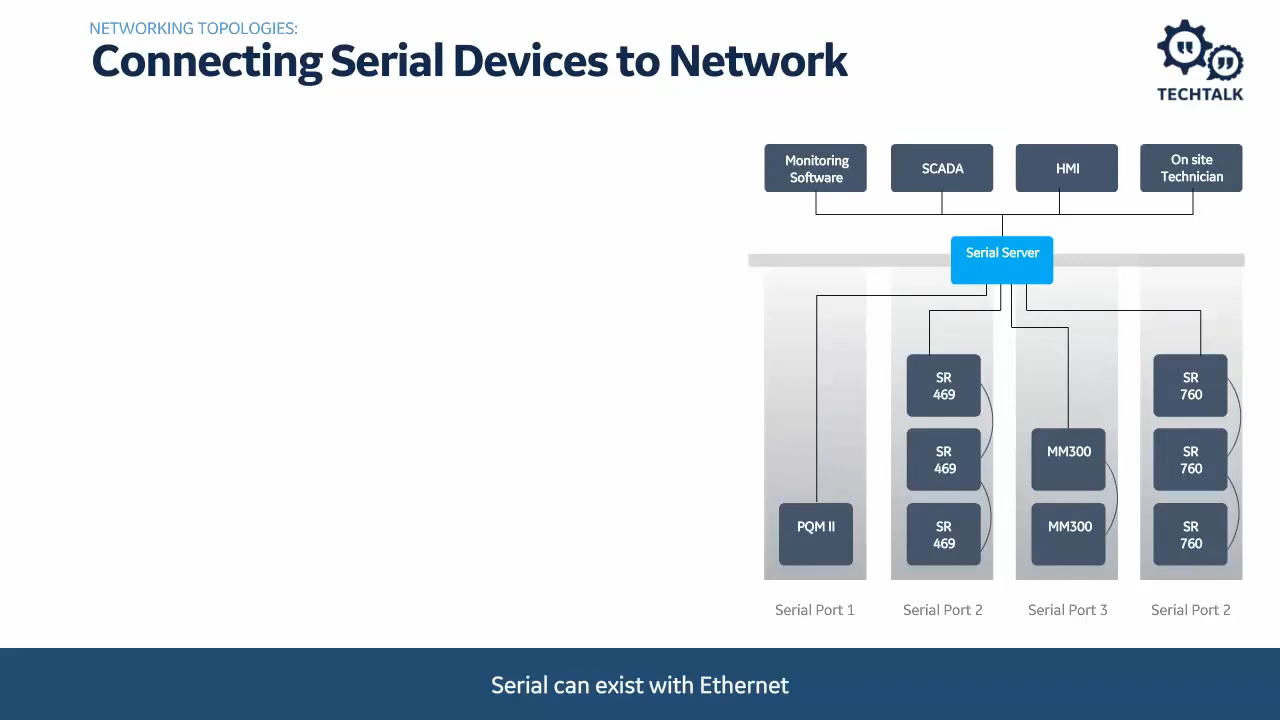 NETWORKING TOPOLOGIES:
Connecting Serial Devices to Network
TECHTALK
Monitoring
Software
SCADA
HMI
On site
Technician
Serial Server
SR
469
SR
760
SR
469
MM300
SR
760
PQM II
SR
469
MM300
SR
760
Serial Port 1
Serial Port 2
Serial Port 3
Serial Port 2
Serial can exist with Ethernet